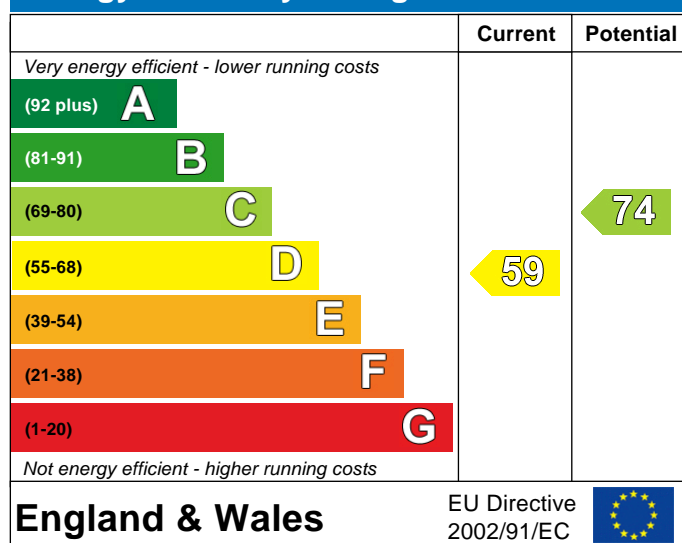 Current Potential
Very energy efficient - lower running costs
(92 plus) A
(81-91) B
(69-80) C 74
(55-68) D 59
(39-54) E
(21-38) F
(1-20) G
Not energy efficient - higher running costs
England & Wales
EU Directive
2002/91/EC